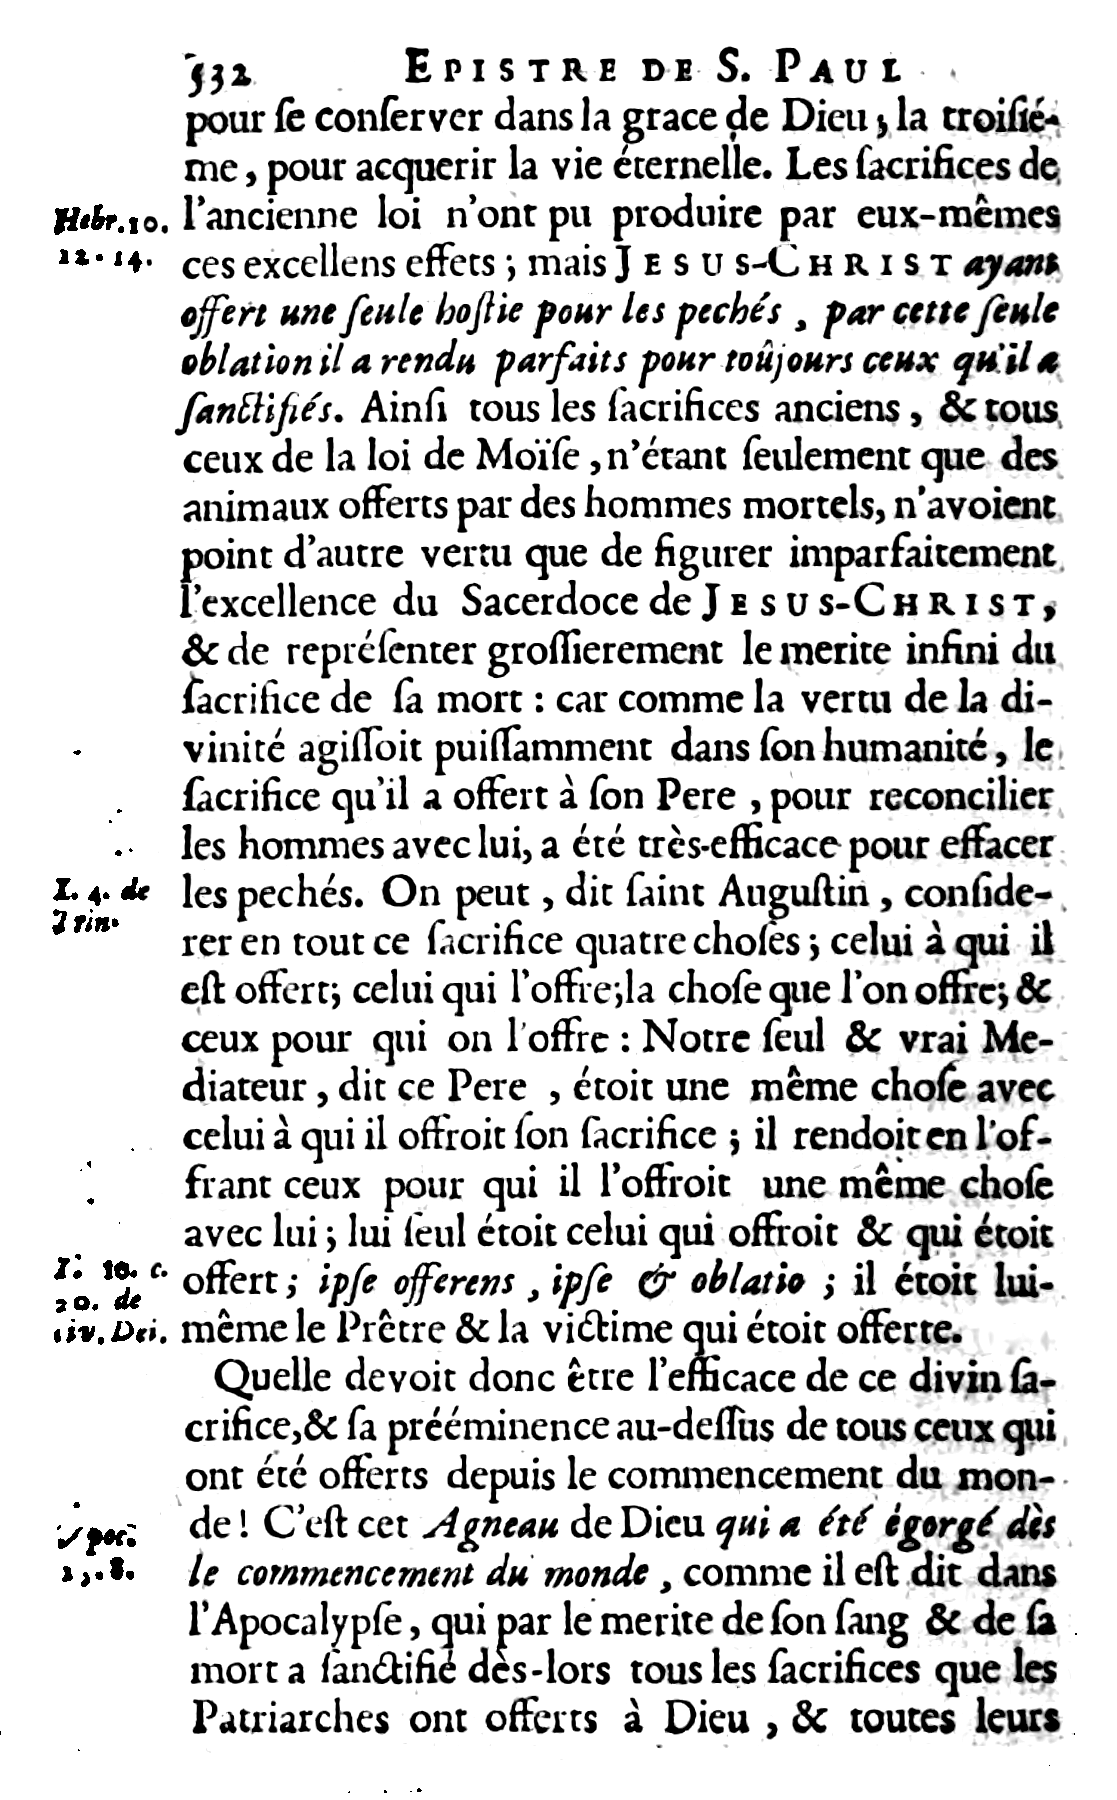 532 EPISTRE DE S. PAUL
pour ſe conſerver dans la grace de Dieu ; la troiſié-
me, pour acquerir la vie éternelle. Les ſacrifices de
Hebr. 10. l'ancienne loi n'ont pu produire par eux-mêmes
12. 14. ces excellens effets ; mais JESUS-CHRIST ayant
offert une ſeule hoſtie pour les pechés , par cette ſeule
oblation il a rendu parfaits pour toûjours ceux qu'il a
ſanctifiés. Ainſi tous les ſacrifices anciens , & tous
ceux de la loi de Moïſe , n'étant ſeulement que des
animaux offerts par des hommes mortels, n'avoient
point d'autre vertu que de figurer imparfaitement
l'excellence du Sacerdoce de JESUS-CHRIST,
& de repréſenter groſſierement le merite infini du
ſacrifice de ſa mort : car comme la vertu de la di-
vinité agiſſoit puiſſamment dans ſon humanité, le
ſacrifice qu'il a offert à ſon Pere , pour reconcilier
les hommes avec lui, a été très-efficace pour effacer
l. 4. de les pechés. On peut , dit ſaint Auguſtin , conſide-
Trin. rer en tout ce ſacrifice quatre choſes ; celui à qui il
eſt offert; celui qui l'offre;la choſe que l'on offre; &
ceux pour qui on l'offre : Notre ſeul & vrai Me-
diateur , dit ce Pere , étoit une même choſe avec
celui à qui il offroit ſon ſacrifice ; il rendoit en l'of-
frant ceux pour qui il l'offroit une même choſe
avec lui ; lui ſeul étoit celui qui offroit & qui étoit
l. 10. c. offert ; ipſe offerens , ipſe & oblatio ; il étoit lui-
20. de
civ. Dei. même le Prêtre & la victime qui étoit offerte.
Quelle devoit donc être l'efficace de ce divin ſa-
crifice,& ſa prééminence au-deſſus de tous ceux qui
ont été offerts depuis le commencement du mon-
de ! C'eſt cet Agneau de Dieu qui a été égorgé dès
le commencement du monde , comme il eſt dit dans
l'Apocalypſe, qui par le merite de ſon ſang & de ſa
mort a ſanctifié dès-lors tous les ſacrifices que les
Patriarches ont offerts à Dieu , & toutes leurs